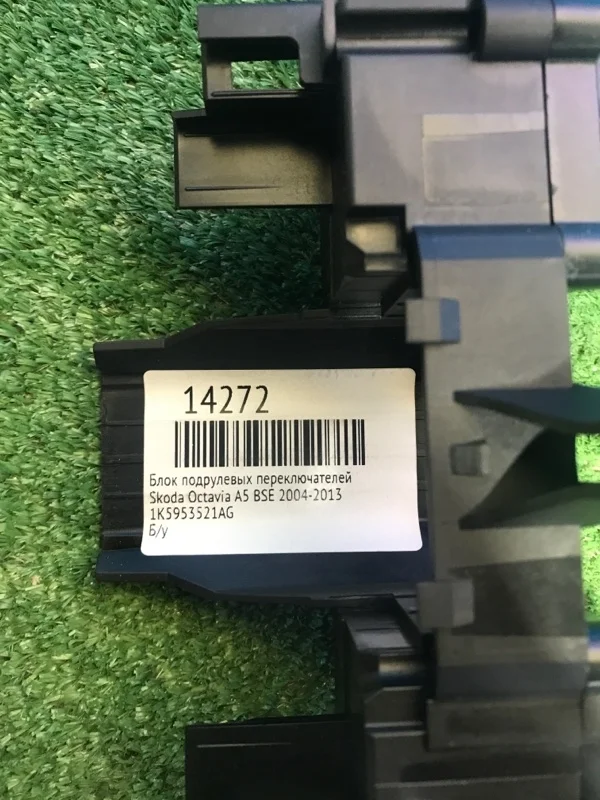 14272
Блок подрулевых переключателей
Skoda Octavia A5 BSE 2004-2013
1K5953521AG
Б/у